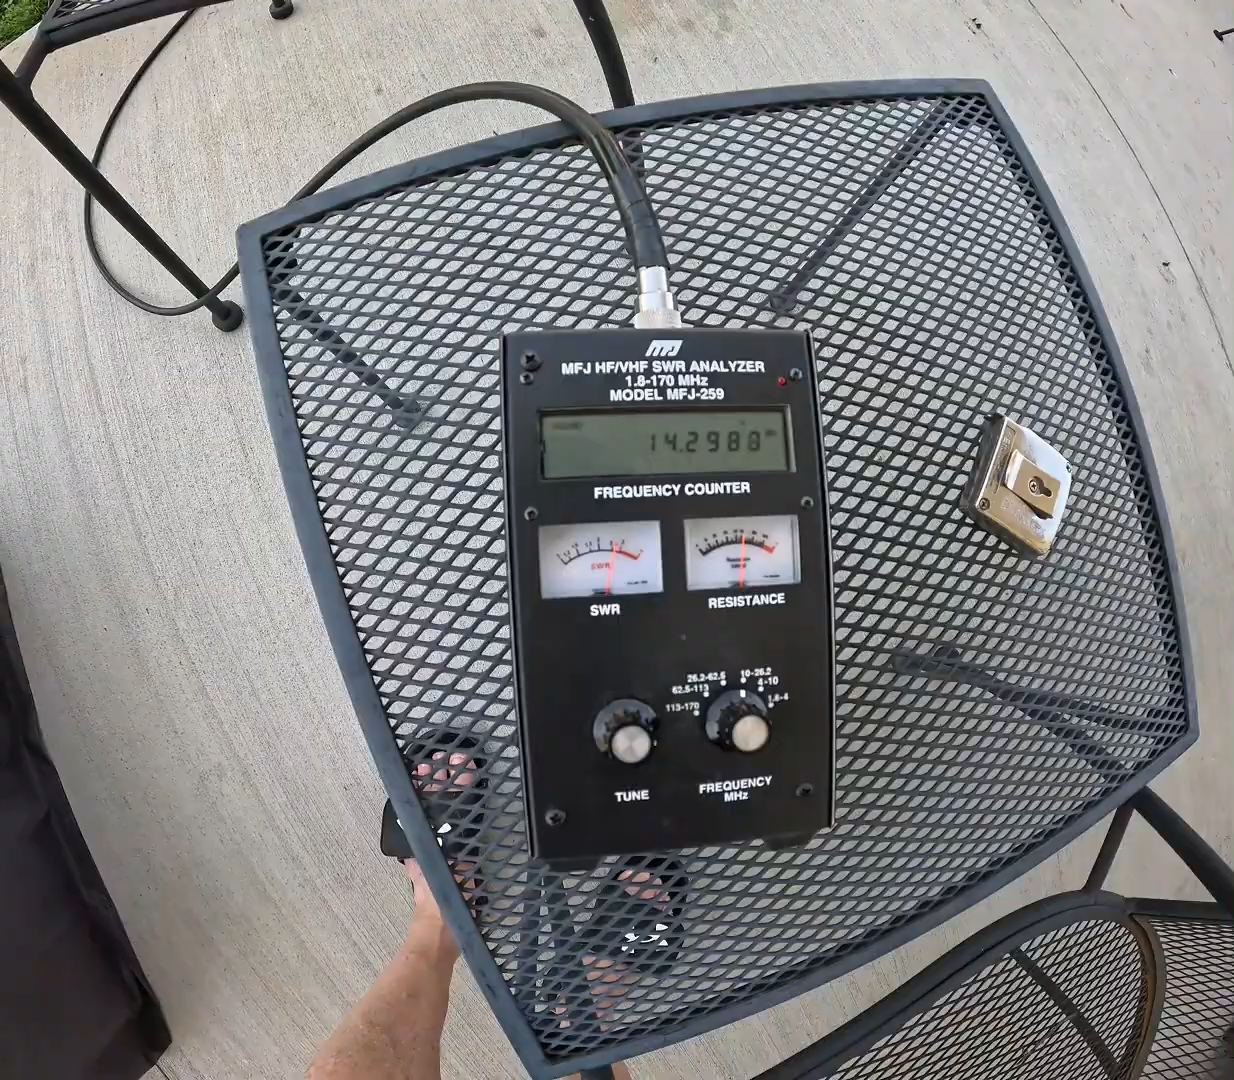 MFJ
MFJ HF/VHF SWR ANALYZER
1.8-170 MHz
MODEL MFJ-259
14.2980
FREQUENCY COUNTER
SWR
SWR
RESISTANCE
26.2-62.5
10-26.2
62.5-113
4-10
113-170
1.8-4
TUNE
FREQUENCY
MHz